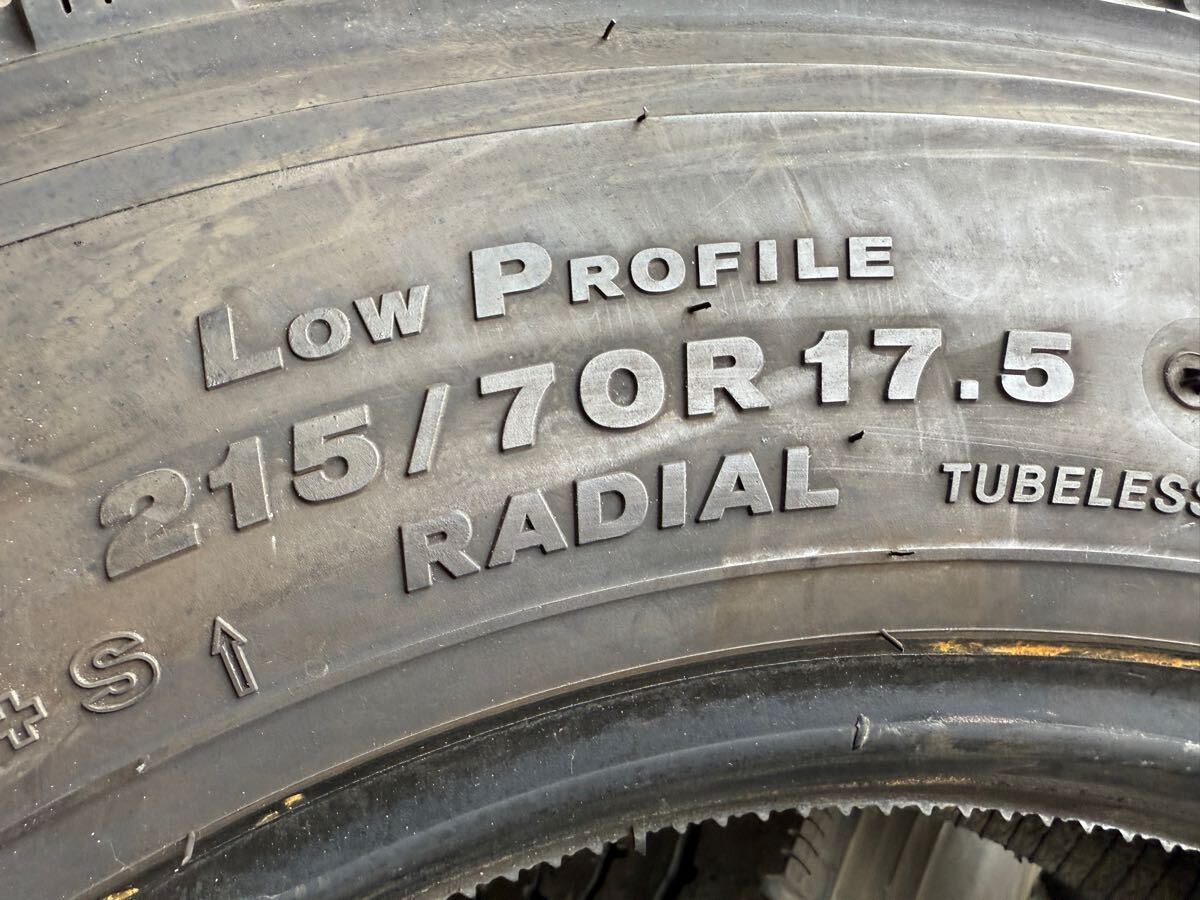 LOW PROFILE
215/70R17.5
RADIAL
TUBELESS
+S ↑